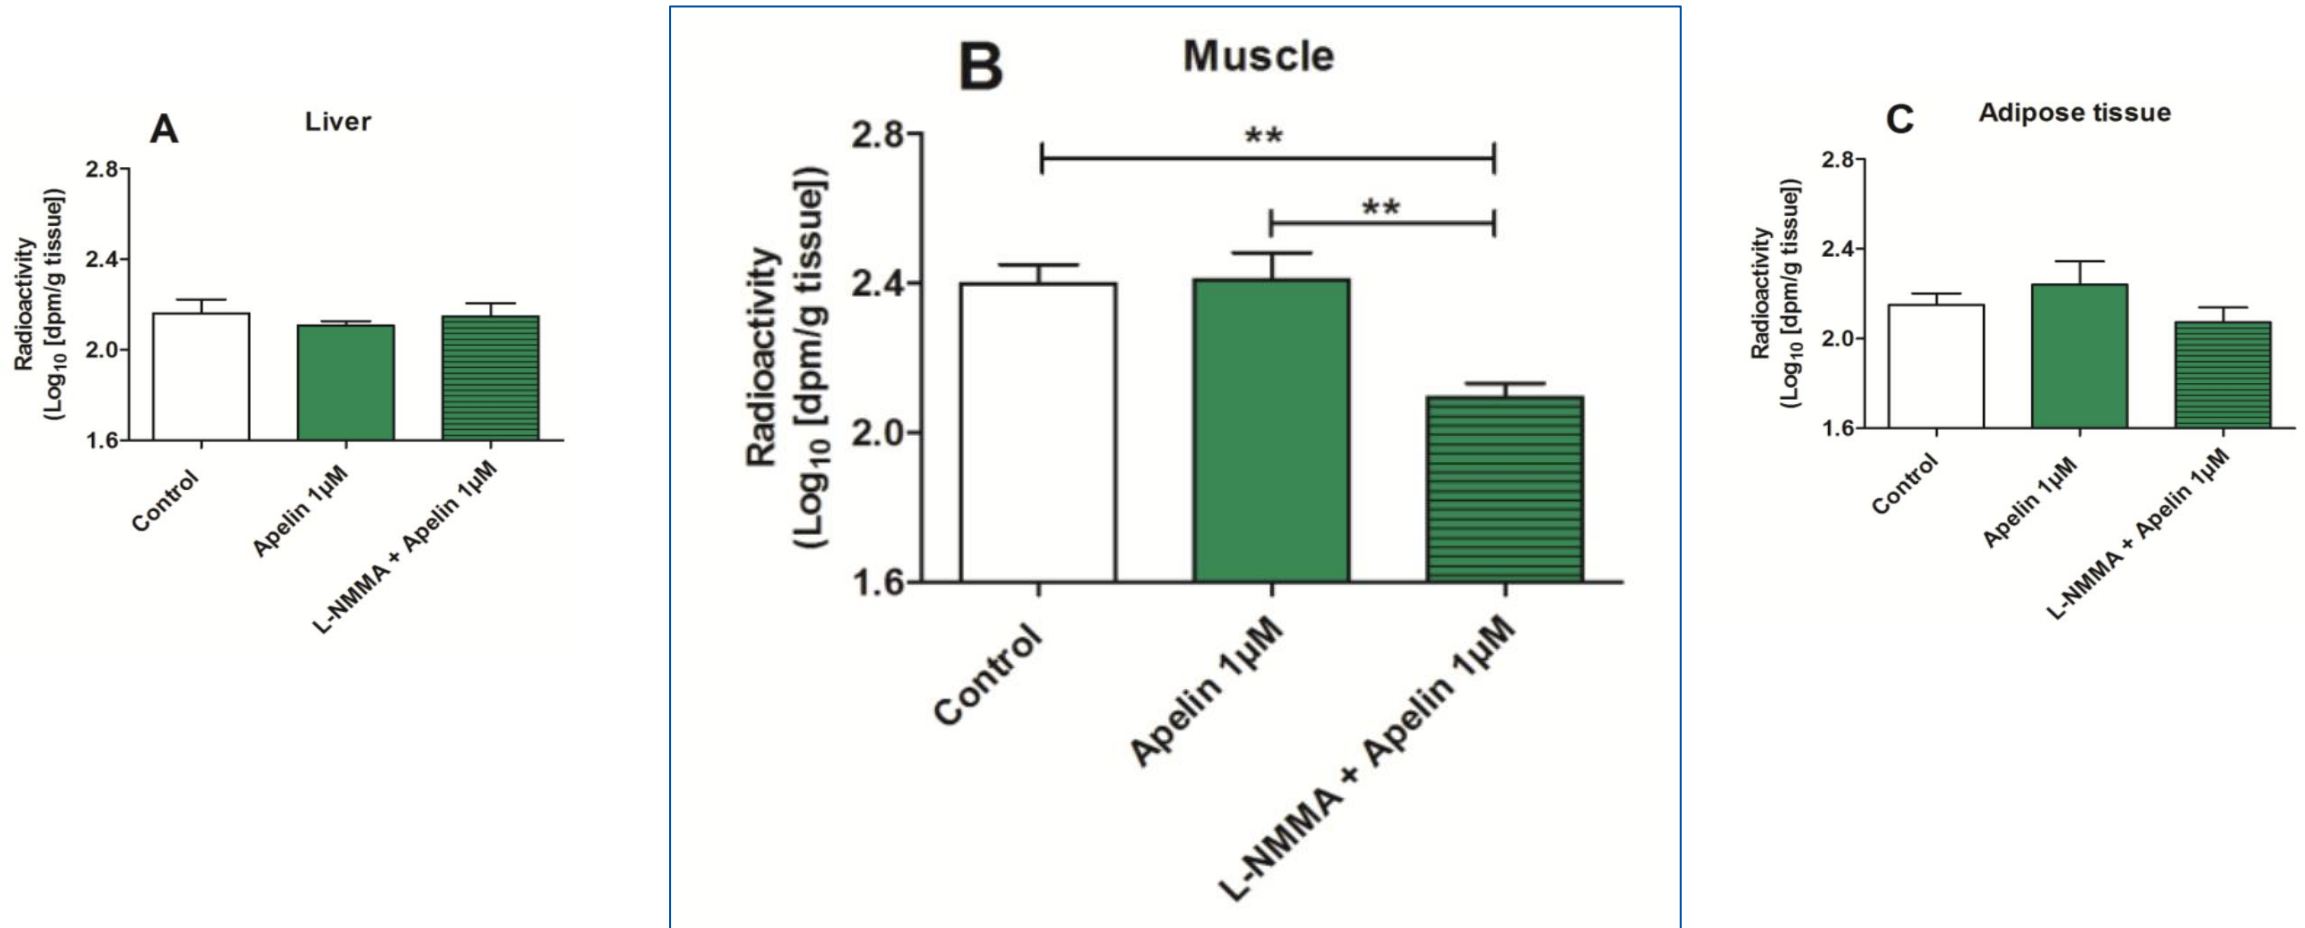 A Liver
2.8
2.4
2.0
1.6
Radioactivity
(Log10 [dpm/g tissue])
Control
Apelin 1µM
L-NMMA + Apelin 1µM
B Muscle
**
**
2.8
2.4
2.0
1.6
Radioactivity
(Log10 [dpm/g tissue])
Control
Apelin 1µM
L-NMMA + Apelin 1µM
C Adipose tissue
2.8
2.4
2.0
1.6
Radioactivity
(Log10 [dpm/g tissue])
Control
Apelin 1µM
L-NMMA + Apelin 1µM